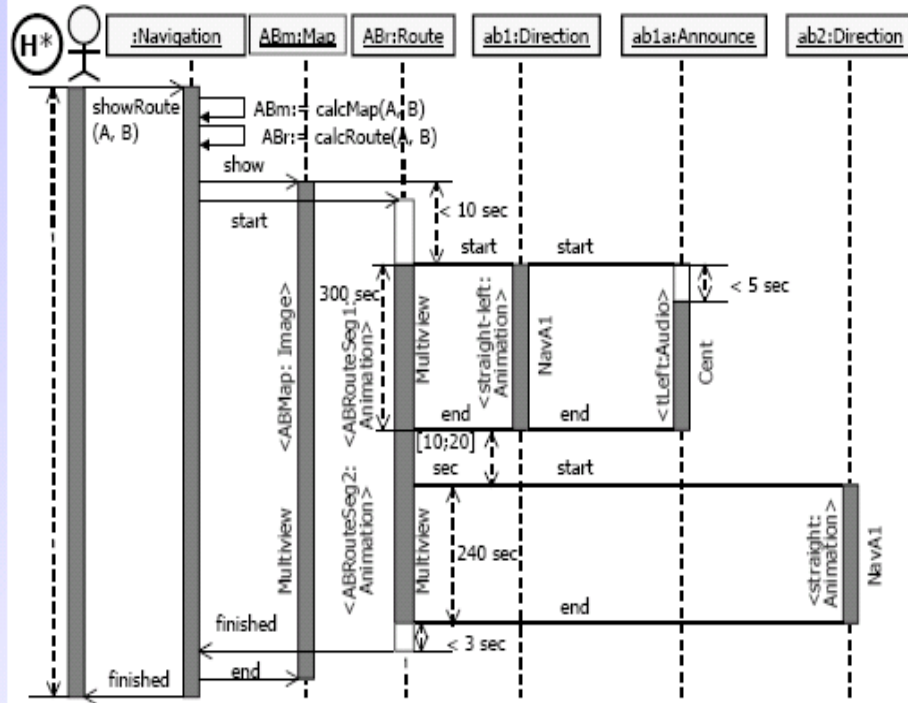 H*
:Navigation
ABm:Map
ABr:Route
ab1:Direction
ab1a:Announce
ab2:Direction
showRoute
(A, B)
ABm:= calcMap(A, B)
ABr:= calcRoute(A, B)
show
start
< 10 sec
start
start
300 sec
< 5 sec
<ABMap: Image>
Multiview
<ABRouteSeg1:
Animation>
Multiview
<straight-left:
Animation>
NavA1
<tLeft:Audio>
Cent
end
end
[10;20]
sec
start
<ABRouteSeg2:
Animation>
Multiview
240 sec
<straight:
Animation>
NavA1
end
finished
< 3 sec
end
finished